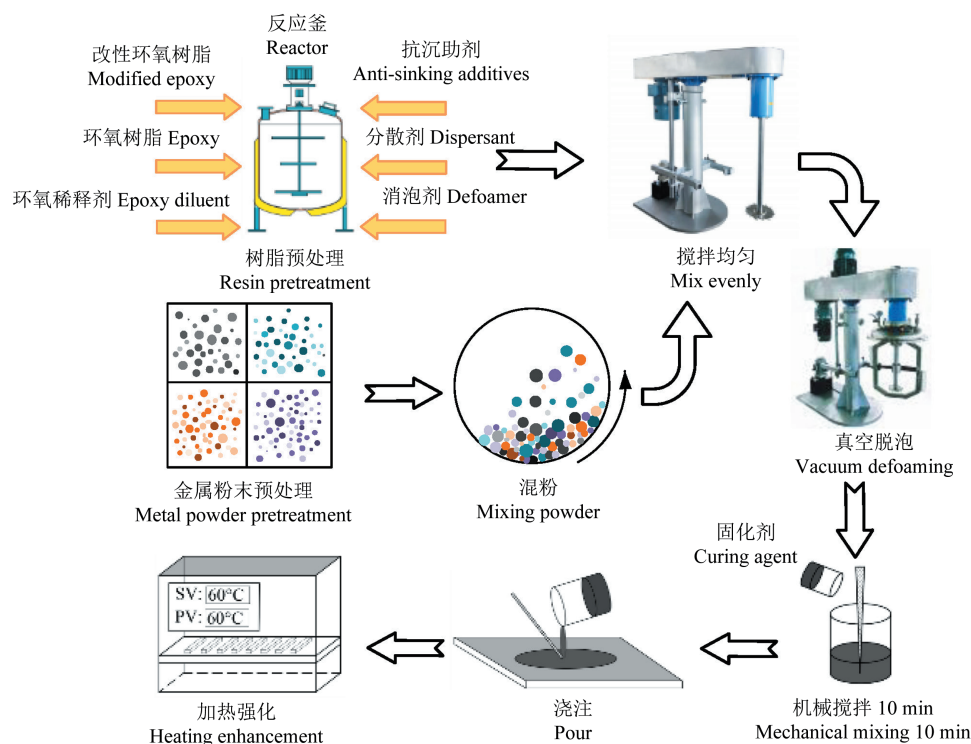 反应釜
Reactor
改性环氧树脂
Modified epoxy
抗沉助剂
Anti-sinking additives
环氧树脂 Epoxy
分散剂 Dispersant
环氧稀释剂 Epoxy diluent
消泡剂 Defoamer
树脂预处理
Resin pretreatment
搅拌均匀
Mix evenly
金属粉末预处理
Metal powder pretreatment
混粉
Mixing powder
真空脱泡
Vacuum defoaming
固化剂
Curing agent
SV: 60°C
PV: 60°C
加热强化
Heating enhancement
浇注
Pour
机械搅拌 10 min
Mechanical mixing 10 min